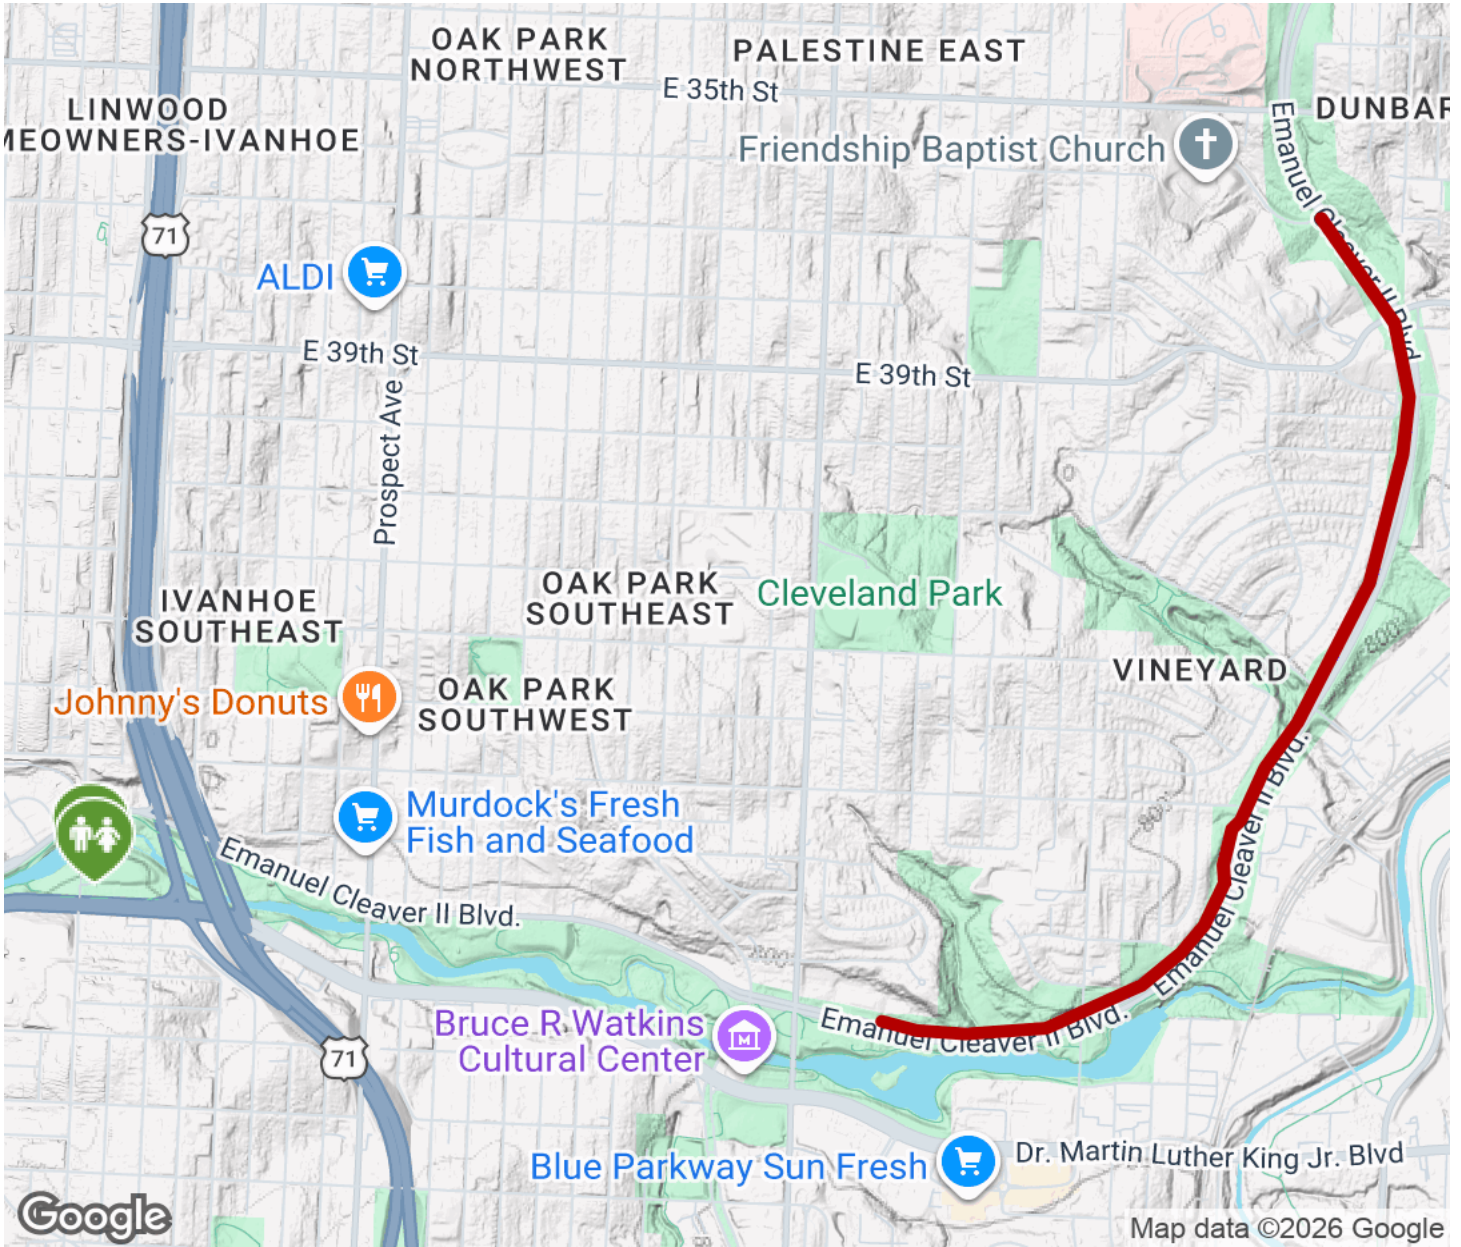 OAK PARK
NORTHWEST
PALESTINE EAST
E 35th St
LINWOOD
MEOWNERS-IVANHOE
DUNBAR
Emanuel Cleaver II Blvd
Friendship Baptist Church
71
ALDI
E 39th St
E 39th St
Prospect Ave
IVANHOE
SOUTHEAST
OAK PARK
SOUTHEAST
Cleveland Park
800'
VINEYARD
Johnny's Donuts
OAK PARK
SOUTHWEST
Emanuel Cleaver II Blvd.
Murdock's Fresh
Fish and Seafood
800'
Emanuel Cleaver II Blvd.
800'
Emanuel Cleaver II Blvd.
Bruce R Watkins
Cultural Center
M
71
Blue Parkway Sun Fresh
Dr. Martin Luther King Jr. Blvd
Google
Map data ©2026 Google